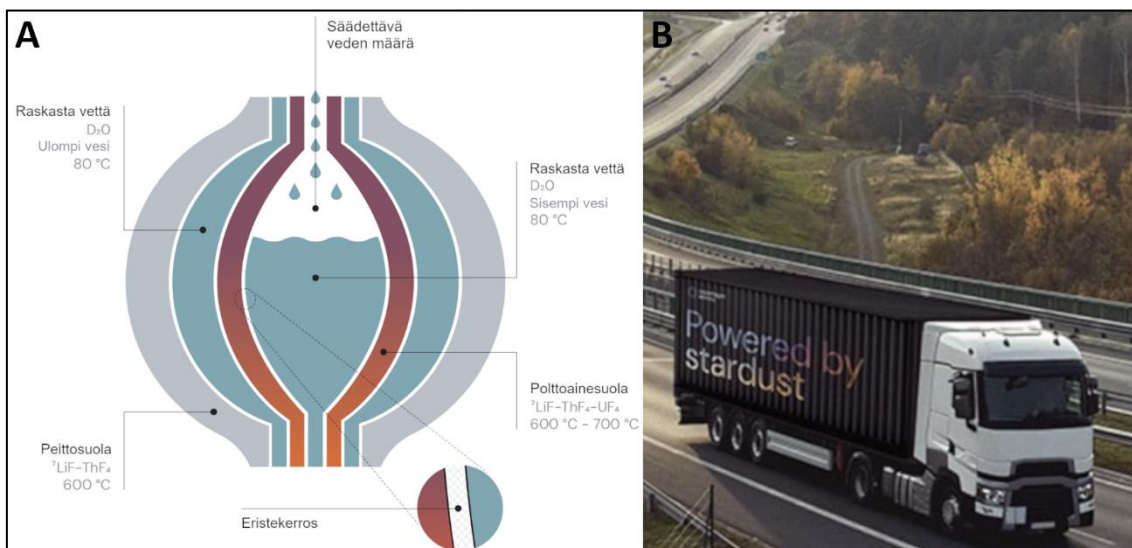 A
Säädettävä
veden määrä
Raskasta vettä
D₂O
Ulompi vesi
80 °C
Raskasta vettä
D₂O
Sisempi vesi
80 °C
Polttoainesuola
⁷LiF–ThF₄–UF₄
600 °C – 700 °C
Peittosuola
⁷LiF–ThF₄
600 °C
Eristekerros
B
Powered by
stardust